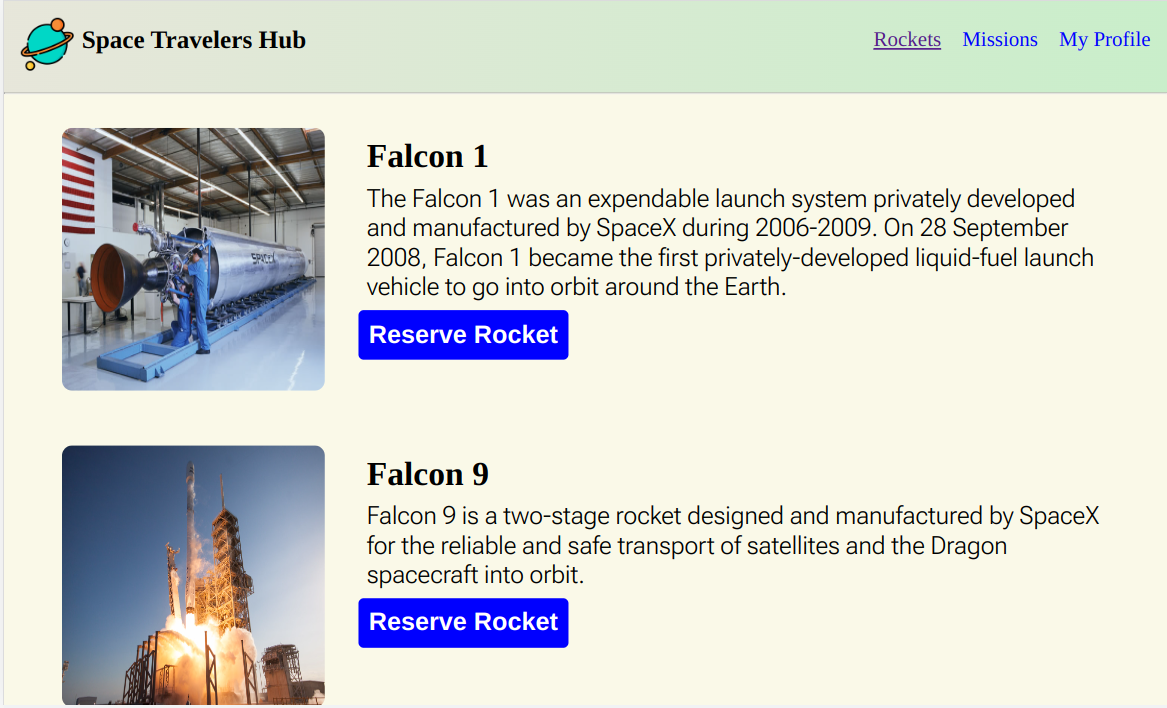 Space Travelers Hub
Rockets Missions My Profile
SPACEX
Falcon 1
The Falcon 1 was an expendable launch system privately developed
and manufactured by SpaceX during 2006-2009. On 28 September
2008, Falcon 1 became the first privately-developed liquid-fuel launch
vehicle to go into orbit around the Earth.
Reserve Rocket
Falcon 9
Falcon 9 is a two-stage rocket designed and manufactured by SpaceX
for the reliable and safe transport of satellites and the Dragon
spacecraft into orbit.
Reserve Rocket